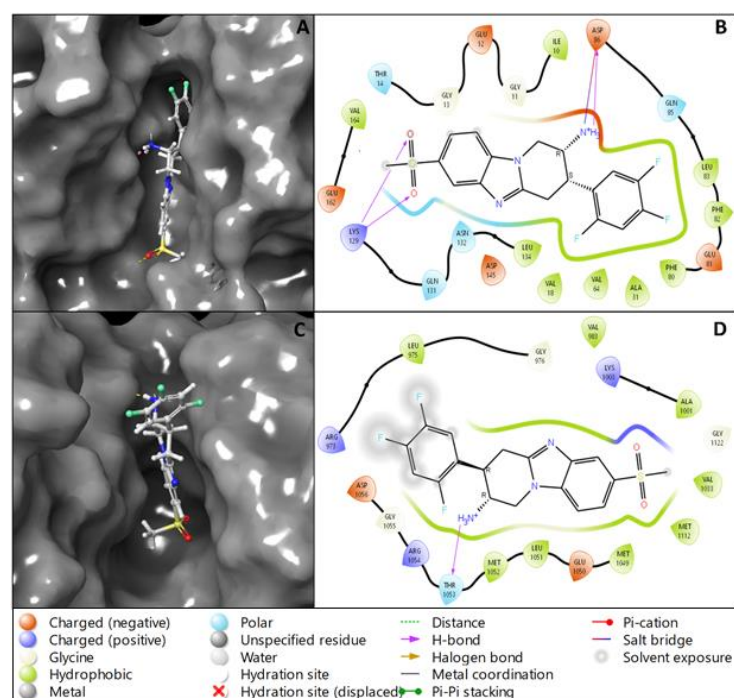 A
B
GLU
12
ASP
86
ILE
10
THR
14
GLY
13
GLY
11
GLN
85
VAL
164
N⁺H₃
O
N
R
S
F
LEU
83
GLU
162
S
O
N
F
F
PHE
82
LYS
129
ASN
132
LEU
134
GLU
81
GLN
131
ASP
145
VAL
18
VAL
64
ALA
31
PHE
80
C
D
VAL
983
LEU
975
GLY
976
LYS
1003
ALA
1001
ARG
973
F
F
N
O
GLY
1122
ASP
1056
F
R
R
N
S
O
VAL
1033
GLY
1055
H₃N⁺
MET
1112
ARG
1054
THR
1053
MET
1052
LEU
1051
GLU
1050
MET
1049
Charged (negative)
Polar
Distance
Pi-cation
Charged (positive)
Unspecified residue
H-bond
Salt bridge
Glycine
Water
Halogen bond
Solvent exposure
Hydrophobic
Hydration site
Metal coordination
Metal
Hydration site (displaced)
Pi-Pi stacking